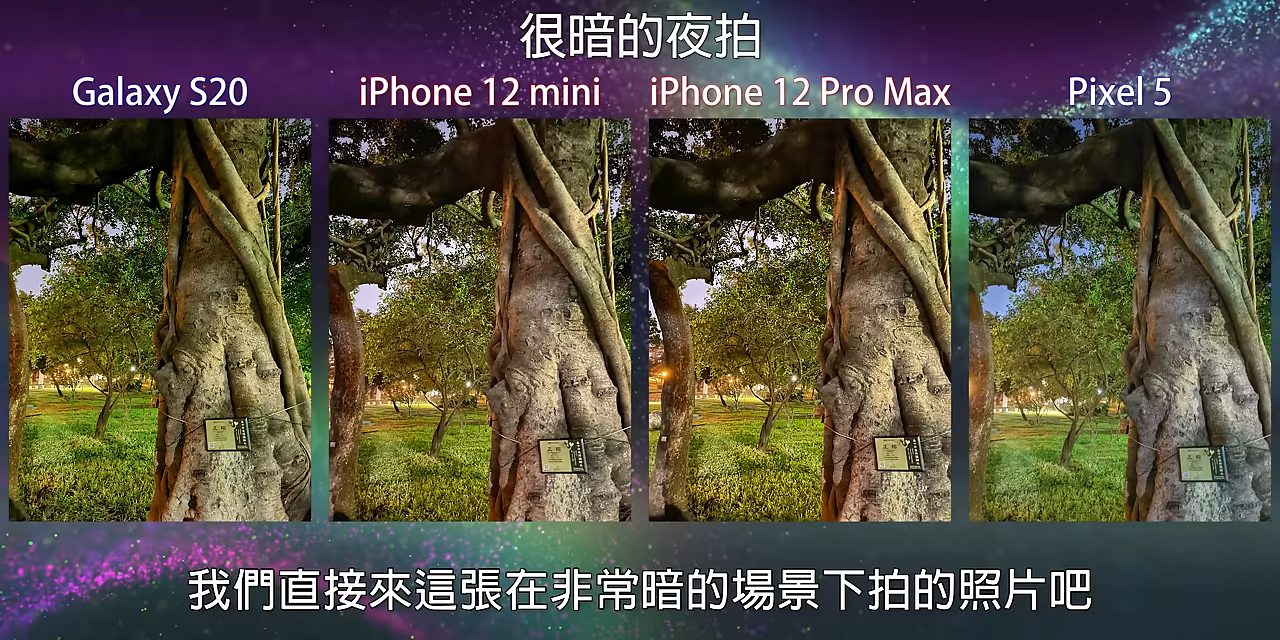 很暗的夜拍
Galaxy S20
iPhone 12 mini
iPhone 12 Pro Max
Pixel 5
我們直接來這張在非常暗的場景下拍的照片吧